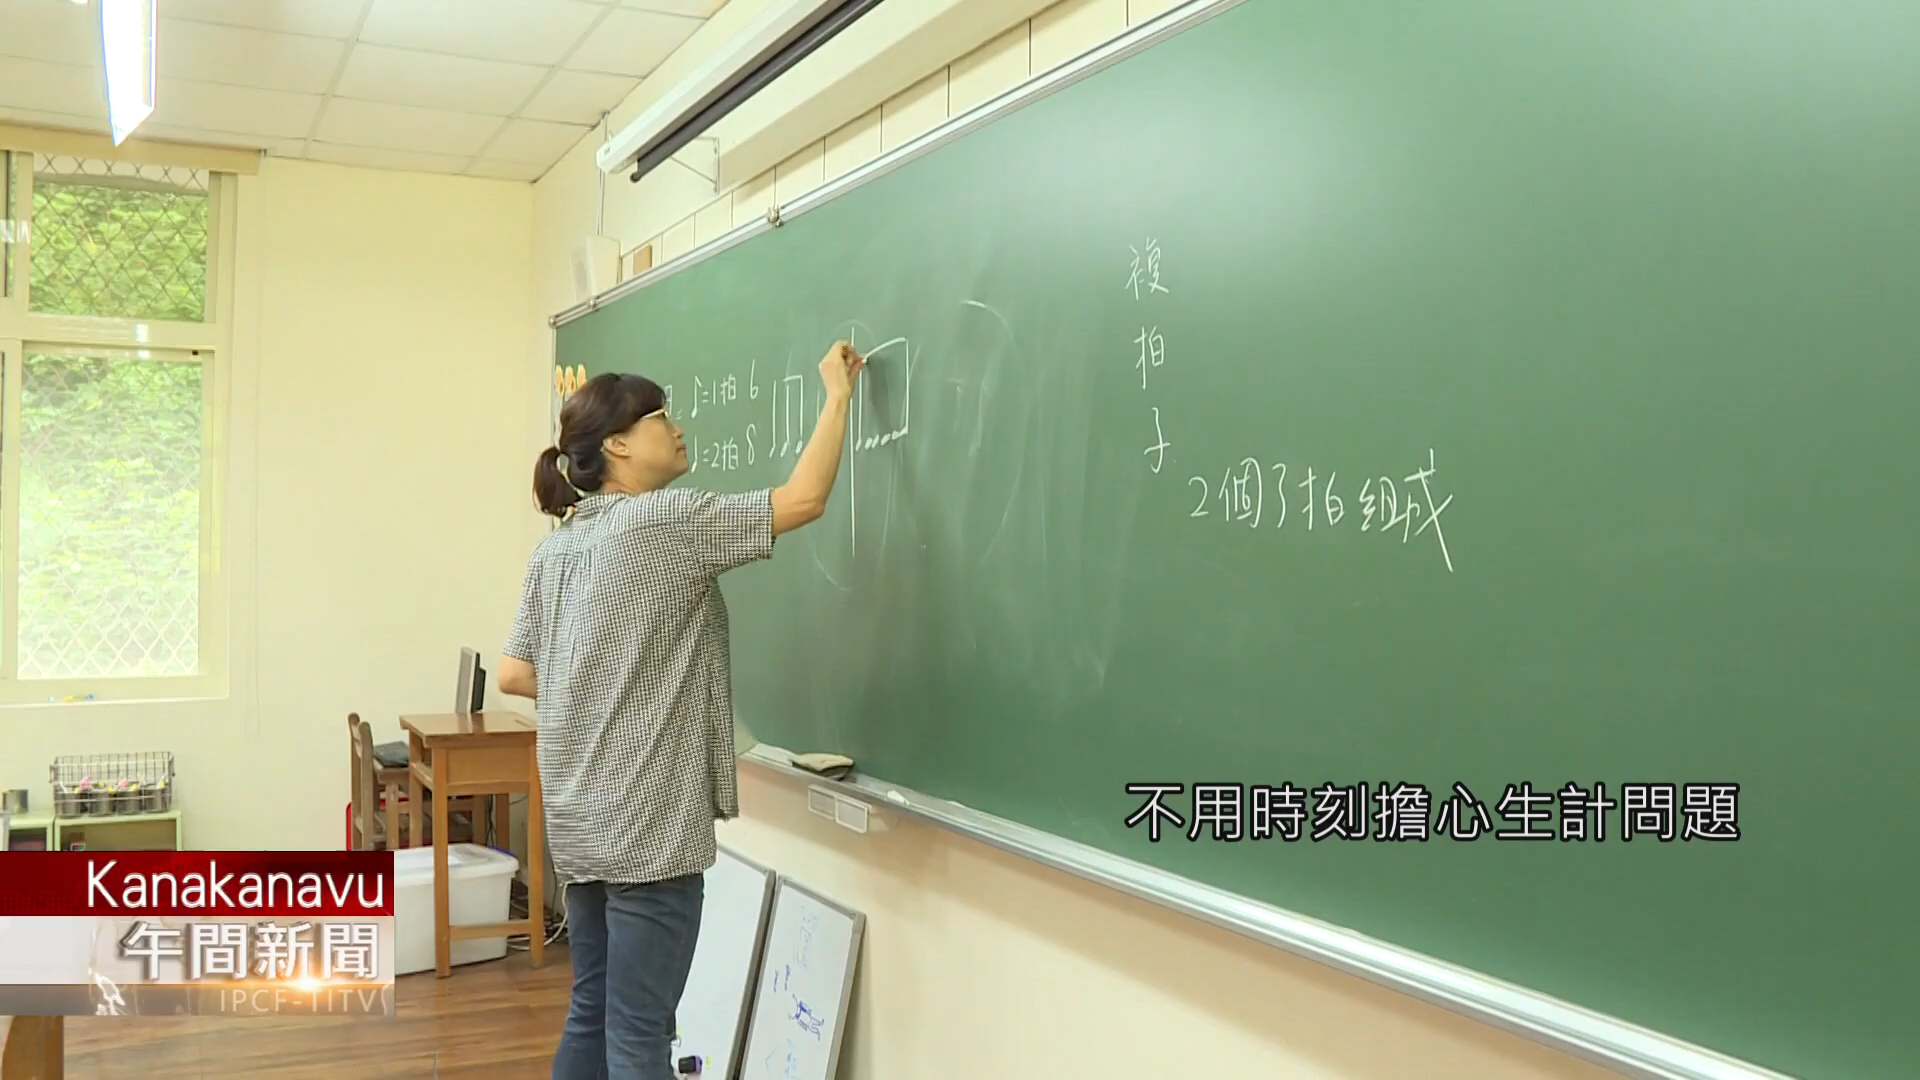 ♪=1拍 6
♩=2拍 8
複拍子
2個3拍組成
不用時刻擔心生計問題
Kanakanavu
午間新聞
IPCF-TITV